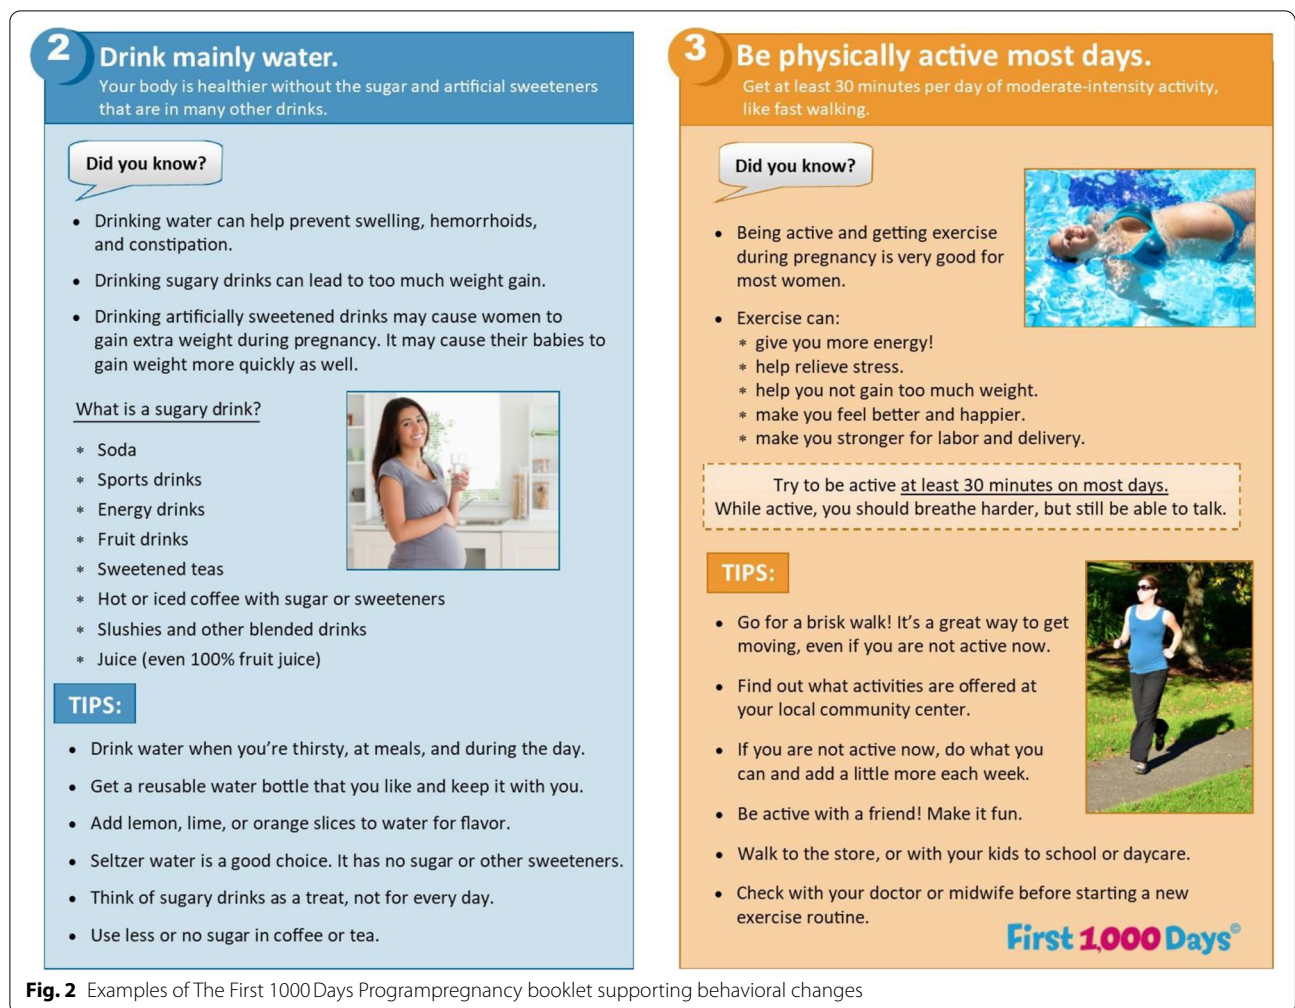 2
Drink mainly water.
Your body is healthier without the sugar and artificial sweeteners
that are in many other drinks.
Did you know?
• Drinking water can help prevent swelling, hemorrhoids,
and constipation.
• Drinking sugary drinks can lead to too much weight gain.
• Drinking artificially sweetened drinks may cause women to
gain extra weight during pregnancy. It may cause their babies to
gain weight more quickly as well.
What is a sugary drink?
* Soda
* Sports drinks
* Energy drinks
* Fruit drinks
* Sweetened teas
* Hot or iced coffee with sugar or sweeteners
* Slushies and other blended drinks
* Juice (even 100% fruit juice)
TIPS:
• Drink water when you’re thirsty, at meals, and during the day.
• Get a reusable water bottle that you like and keep it with you.
• Add lemon, lime, or orange slices to water for flavor.
• Seltzer water is a good choice. It has no sugar or other sweeteners.
• Think of sugary drinks as a treat, not for every day.
• Use less or no sugar in coffee or tea.
3
Be physically active most days.
Get at least 30 minutes per day of moderate-intensity activity,
like fast walking.
Did you know?
• Being active and getting exercise
during pregnancy is very good for
most women.
• Exercise can:
* give you more energy!
* help relieve stress.
* help you not gain too much weight.
* make you feel better and happier.
* make you stronger for labor and delivery.
Try to be active at least 30 minutes on most days.
While active, you should breathe harder, but still be able to talk.
TIPS:
• Go for a brisk walk! It’s a great way to get
moving, even if you are not active now.
• Find out what activities are offered at
your local community center.
• If you are not active now, do what you
can and add a little more each week.
• Be active with a friend! Make it fun.
• Walk to the store, or with your kids to school or daycare.
• Check with your doctor or midwife before starting a new
exercise routine.
First 1,000 Days©
Fig. 2 Examples of The First 1000 Days Programpregnancy booklet supporting behavioral changes